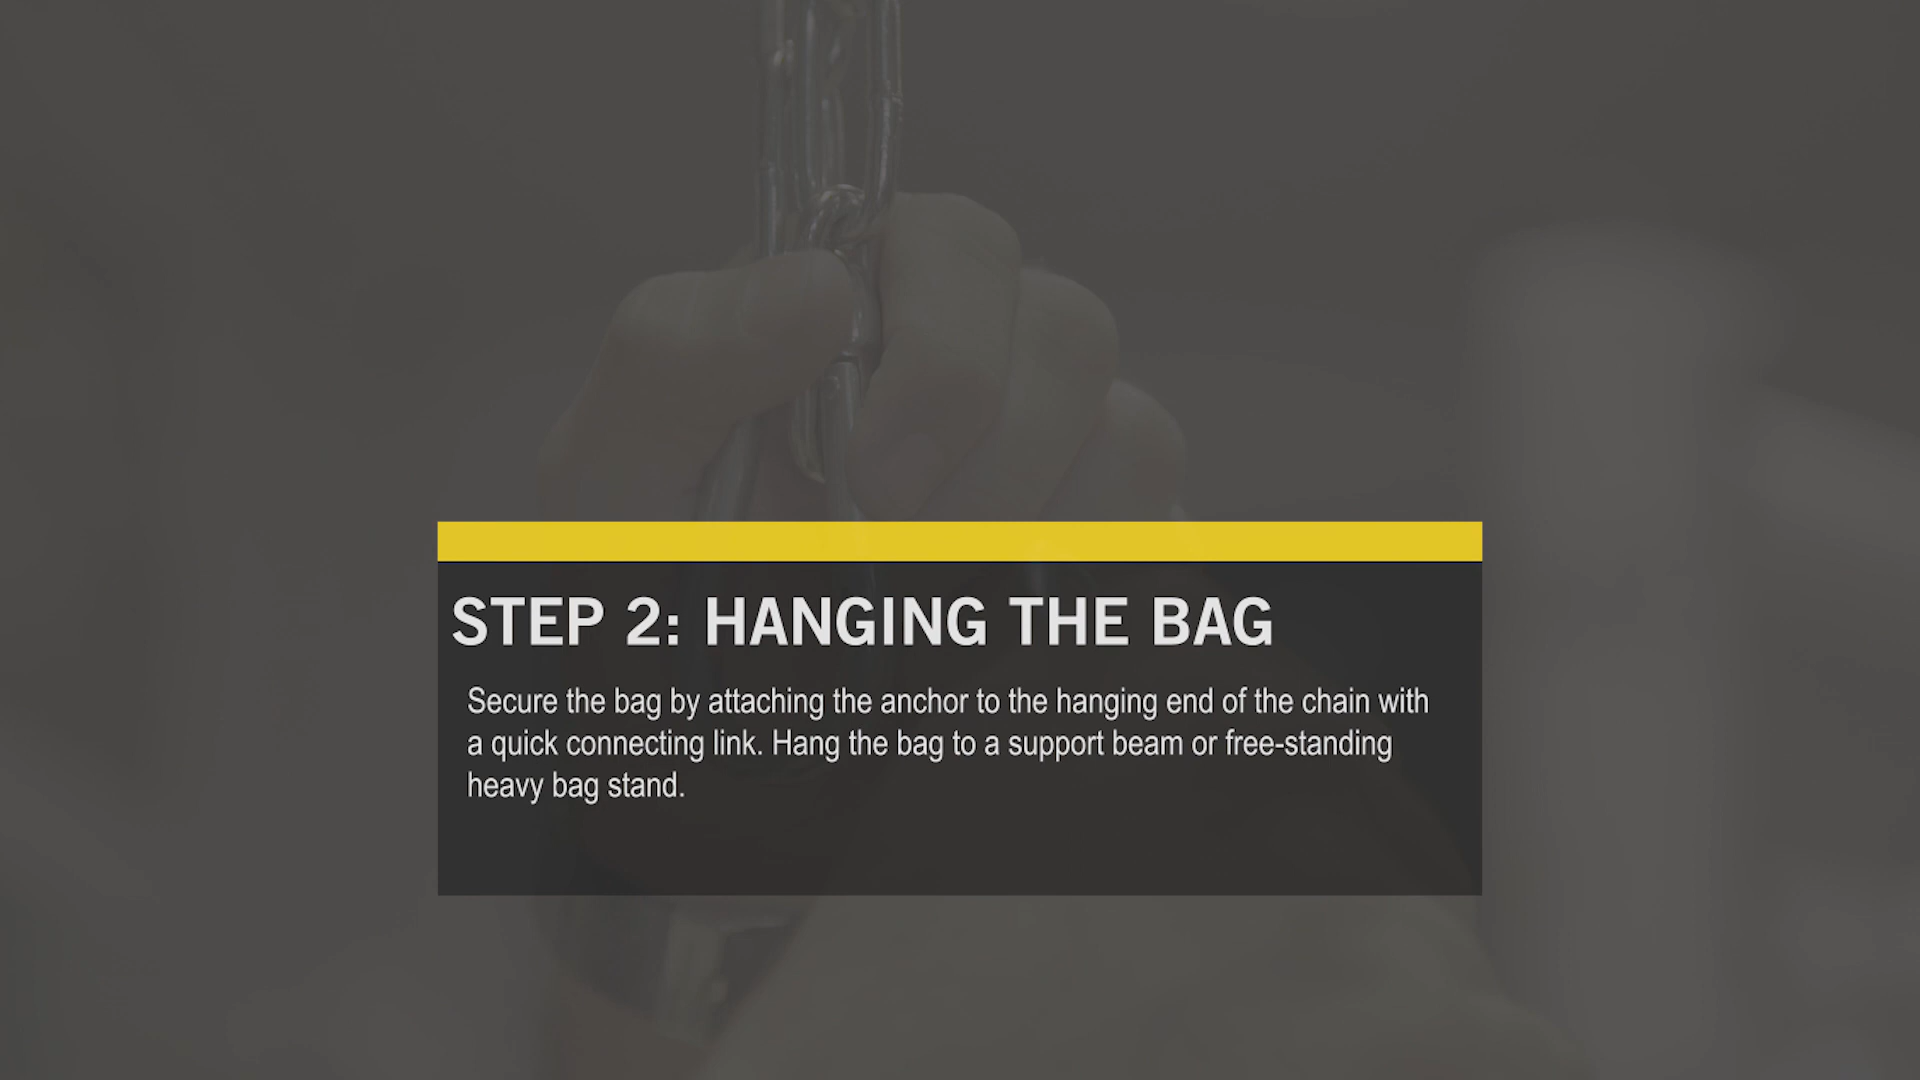 STEP 2: HANGING THE BAG
Secure the bag by attaching the anchor to the hanging end of the chain with
a quick connecting link. Hang the bag to a support beam or free-standing
heavy bag stand.